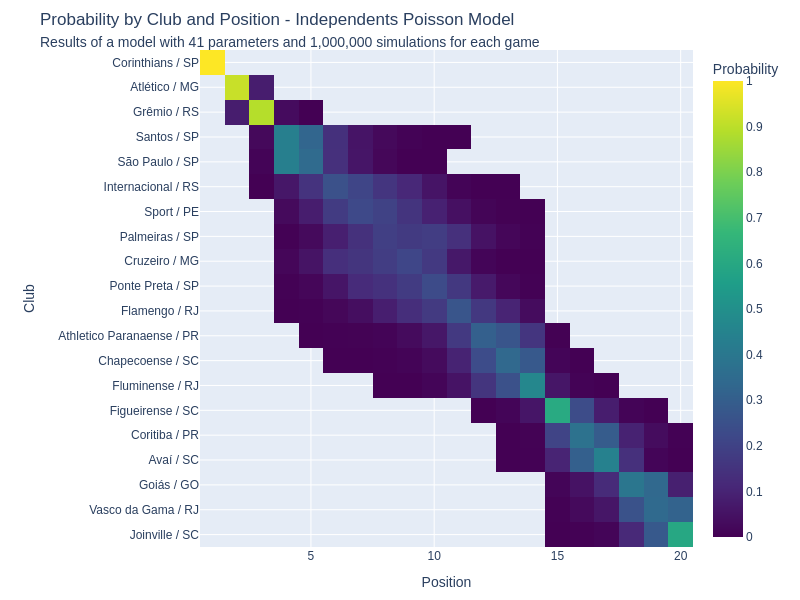 Probability by Club and Position - Independents Poisson Model
Results of a model with 41 parameters and 1,000,000 simulations for each game
Probability
Corinthians / SP
Atlético / MG
Grêmio / RS
Santos / SP
São Paulo / SP
Internacional / RS
Sport / PE
Palmeiras / SP
Cruzeiro / MG
Ponte Preta / SP
Flamengo / RJ
Athletico Paranaense / PR
Chapecoense / SC
Fluminense / RJ
Figueirense / SC
Coritiba / PR
Avaí / SC
Goiás / GO
Vasco da Gama / RJ
Joinville / SC
Club
5
10
15
20
Position
1
0.9
0.8
0.7
0.6
0.5
0.4
0.3
0.2
0.1
0